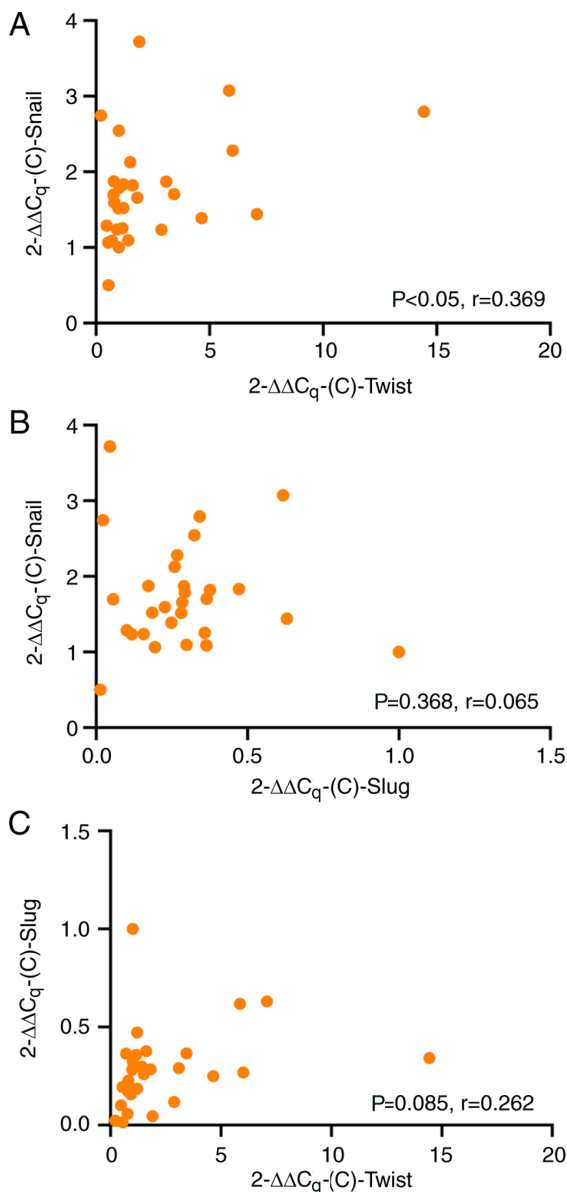 A
4
3
2
1
0
2-ΔΔCq-(C)-Snail
P<0.05, r=0.369
0 5 10 15 20
2-ΔΔCq-(C)-Twist
B
4
3
2
1
0
2-ΔΔCq-(C)-Snail
P=0.368, r=0.065
0.0 0.5 1.0 1.5
2-ΔΔCq-(C)-Slug
C
1.5
1.0
0.5
0.0
2-ΔΔCq-(C)-Slug
P=0.085, r=0.262
0 5 10 15 20
2-ΔΔCq-(C)-Twist